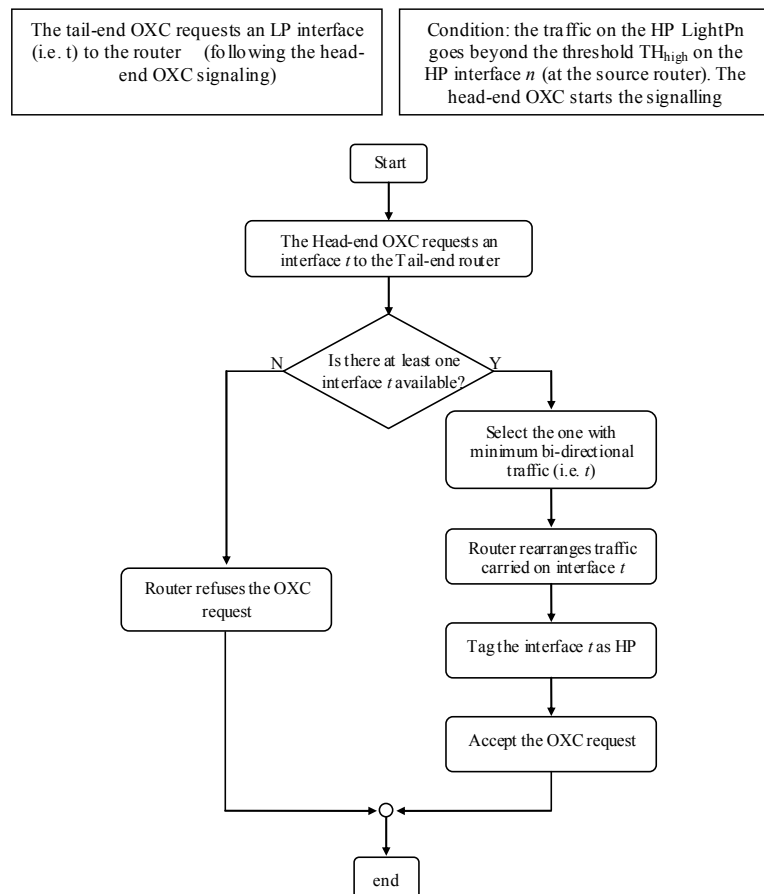 The tail-end OXC requests an LP interface
(i.e. t) to the router (following the head-
end OXC signaling)
Condition: the traffic on the HP LightPn
goes beyond the threshold THhigh on the
HP interface n (at the source router). The
head-end OXC starts the signalling
Start
The Head-end OXC requests an
interface t to the Tail-end router
N
Is there at least one
interface t available?
Y
Select the one with
minimum bi-directional
traffic (i.e. t)
Router rearranges traffic
carried on interface t
Router refuses the OXC
request
Tag the interface t as HP
Accept the OXC request
end